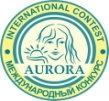 INTERNATIONAL CONTEST
AURORA
МЕЖДУНАРОДНЫЙ КОНКУРС